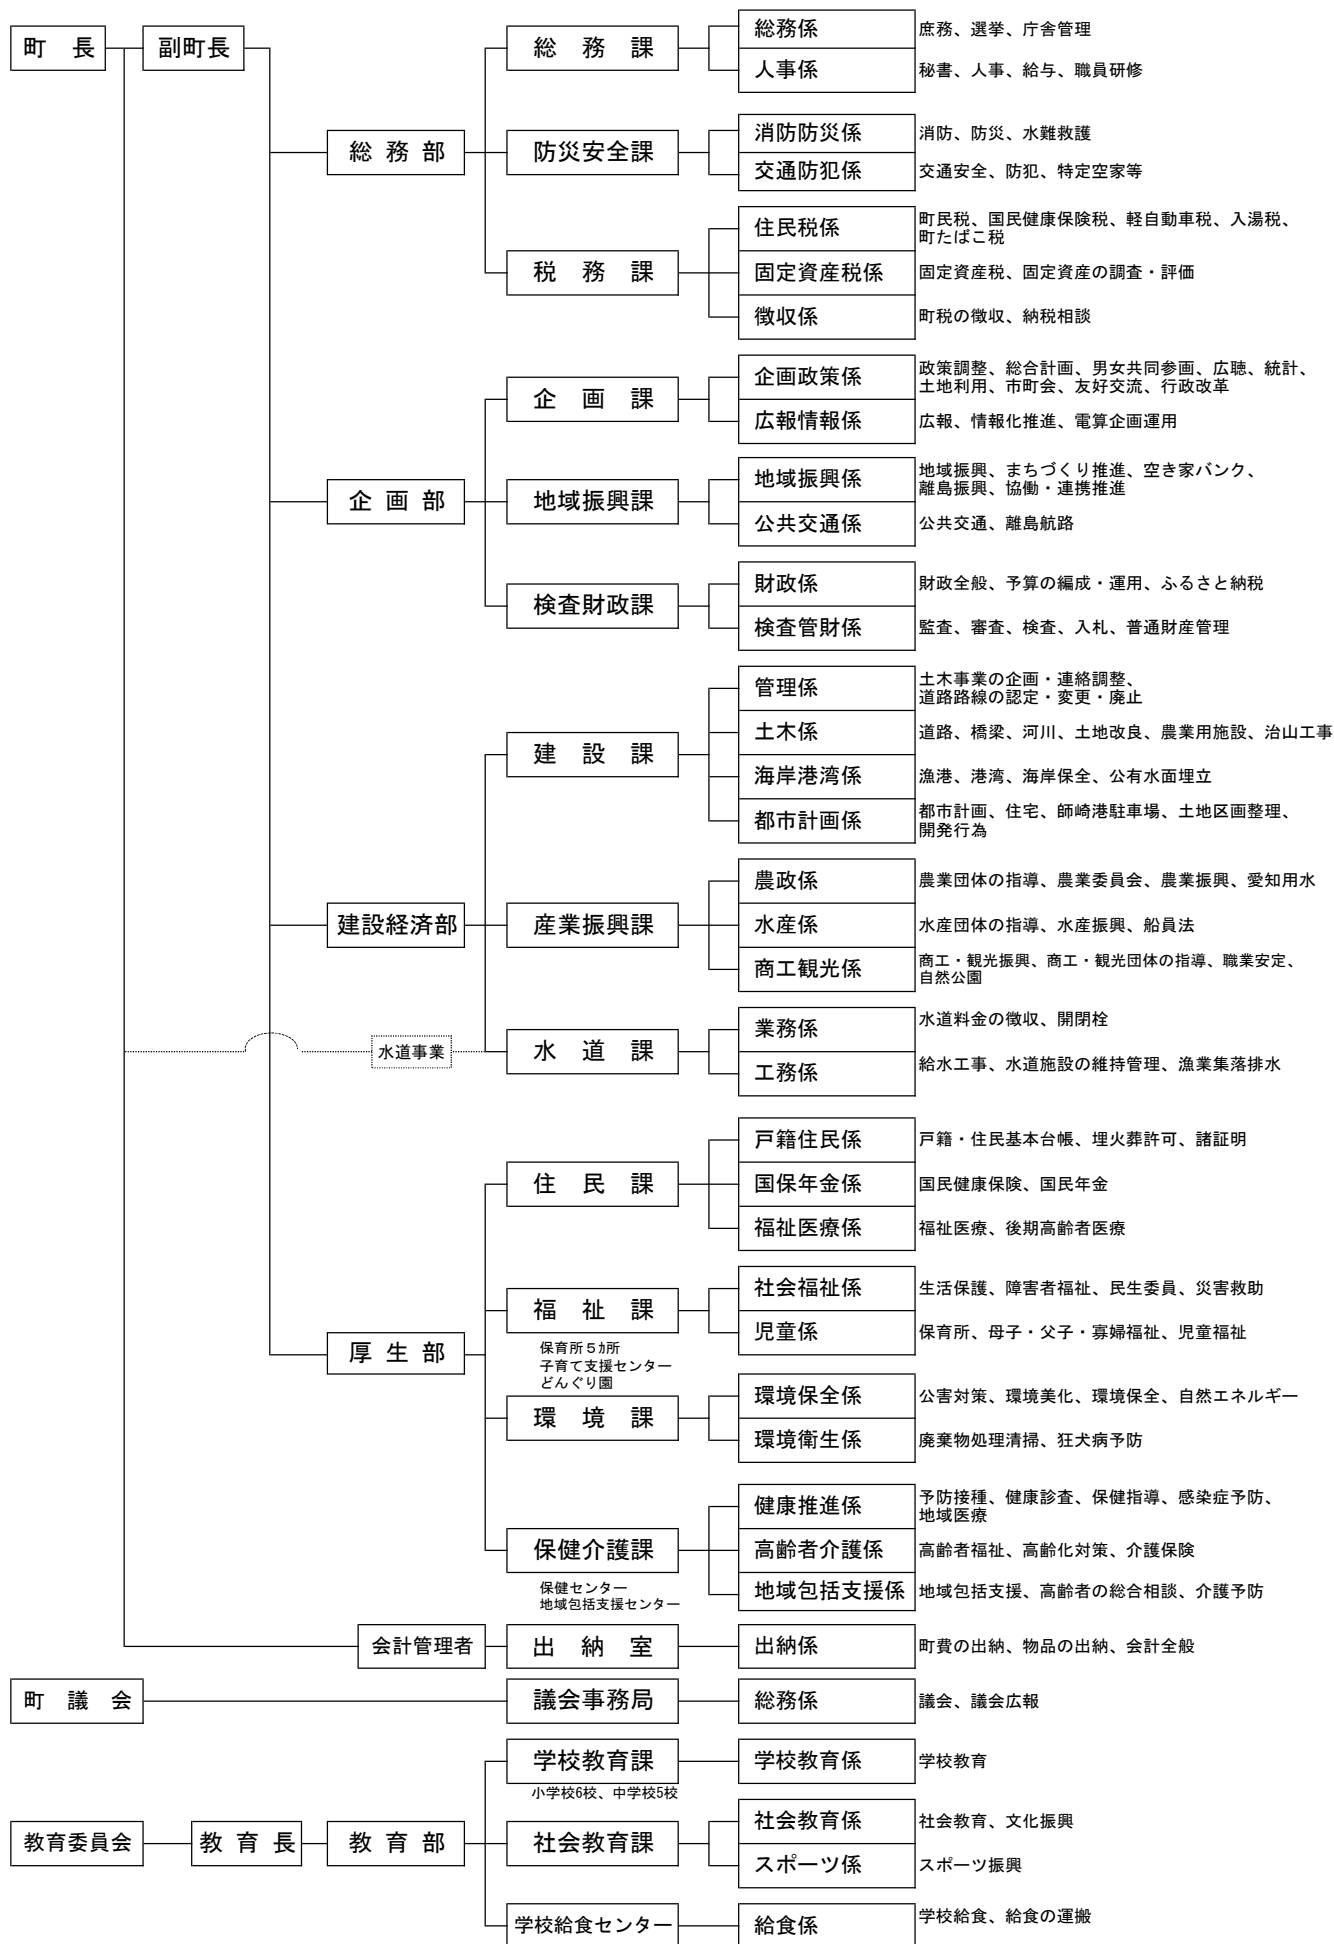 町　長
副町長
総　務　課
総務係
庶務、選挙、庁舎管理
人事係
秘書、人事、給与、職員研修
総 務 部
防災安全課
消防防災係
消防、防災、水難救護
交通防犯係
交通安全、防犯、特定空家等
税　務　課
住民税係
町民税、国民健康保険税、軽自動車税、入湯税、
町たばこ税
固定資産税係
固定資産税、固定資産の調査・評価
徴収係
町税の徴収、納税相談
企　画　課
企画政策係
政策調整、総合計画、男女共同参画、広聴、統計、
土地利用、市町会、友好交流、行政改革
広報情報係
広報、情報化推進、電算企画運用
企 画 部
地域振興課
地域振興係
地域振興、まちづくり推進、空き家バンク、
離島振興、協働・連携推進
公共交通係
公共交通、離島航路
検査財政課
財政係
財政全般、予算の編成・運用、ふるさと納税
検査管財係
監査、審査、検査、入札、普通財産管理
建　設　課
管理係
土木事業の企画・連絡調整、
道路路線の認定・変更・廃止
土木係
道路、橋梁、河川、土地改良、農業用施設、治山工事
海岸港湾係
漁港、港湾、海岸保全、公有水面埋立
都市計画係
都市計画、住宅、師崎港駐車場、土地区画整理、
開発行為
建設経済部
産業振興課
農政係
農業団体の指導、農業委員会、農業振興、愛知用水
水産係
水産団体の指導、水産振興、船員法
商工観光係
商工・観光振興、商工・観光団体の指導、職業安定、
自然公園
水道事業
水　道　課
業務係
水道料金の徴収、開閉栓
工務係
給水工事、水道施設の維持管理、漁業集落排水
住　民　課
戸籍住民係
戸籍・住民基本台帳、埋火葬許可、諸証明
国保年金係
国民健康保険、国民年金
福祉医療係
福祉医療、後期高齢者医療
厚 生 部
福　祉　課
保育所５ｶ所
子育て支援センター
どんぐり園
社会福祉係
生活保護、障害者福祉、民生委員、災害救助
児童係
保育所、母子・父子・寡婦福祉、児童福祉
環　境　課
環境保全係
公害対策、環境美化、環境保全、自然エネルギー
環境衛生係
廃棄物処理清掃、狂犬病予防
保健介護課
保健センター
地域包括支援センター
健康推進係
予防接種、健康診査、保健指導、感染症予防、
地域医療
高齢者介護係
高齢者福祉、高齢化対策、介護保険
地域包括支援係
地域包括支援、高齢者の総合相談、介護予防
会計管理者
出　納　室
出納係
町費の出納、物品の出納、会計全般
町　議　会
議会事務局
総務係
議会、議会広報
教育委員会
教 育 長
教 育 部
学校教育課
小学校6校、中学校5校
学校教育係
学校教育
社会教育課
社会教育係
社会教育、文化振興
スポーツ係
スポーツ振興
学校給食センター
給食係
学校給食、給食の運搬